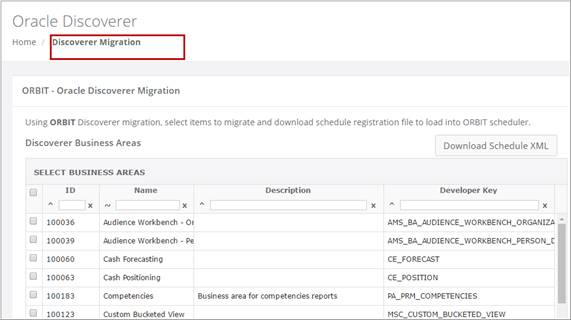 Oracle Discoverer
Home / Discoverer Migration
ORBIT - Oracle Discoverer Migration
Using ORBIT Discoverer migration, select items to migrate and download schedule registration file to load into ORBIT scheduler.
Discoverer Business Areas
Download Schedule XML
SELECT BUSINESS AREAS
ID Name Description Developer Key
^ x ~ x ^ x ^ x
100036 Audience Workbench - Or AMS_BA_AUDIENCE_WORKBENCH_ORGANIZA
100039 Audience Workbench - Pe AMS_BA_AUDIENCE_WORKBENCH_PERSON_D
100060 Cash Forecasting CE_FORECAST
100063 Cash Positioning CE_POSITION
100183 Competencies Business area for competencies reports PA_PRM_COMPETENCIES
100123 Custom Bucketed View MSC_CUSTOM_BUCKETED_VIEW